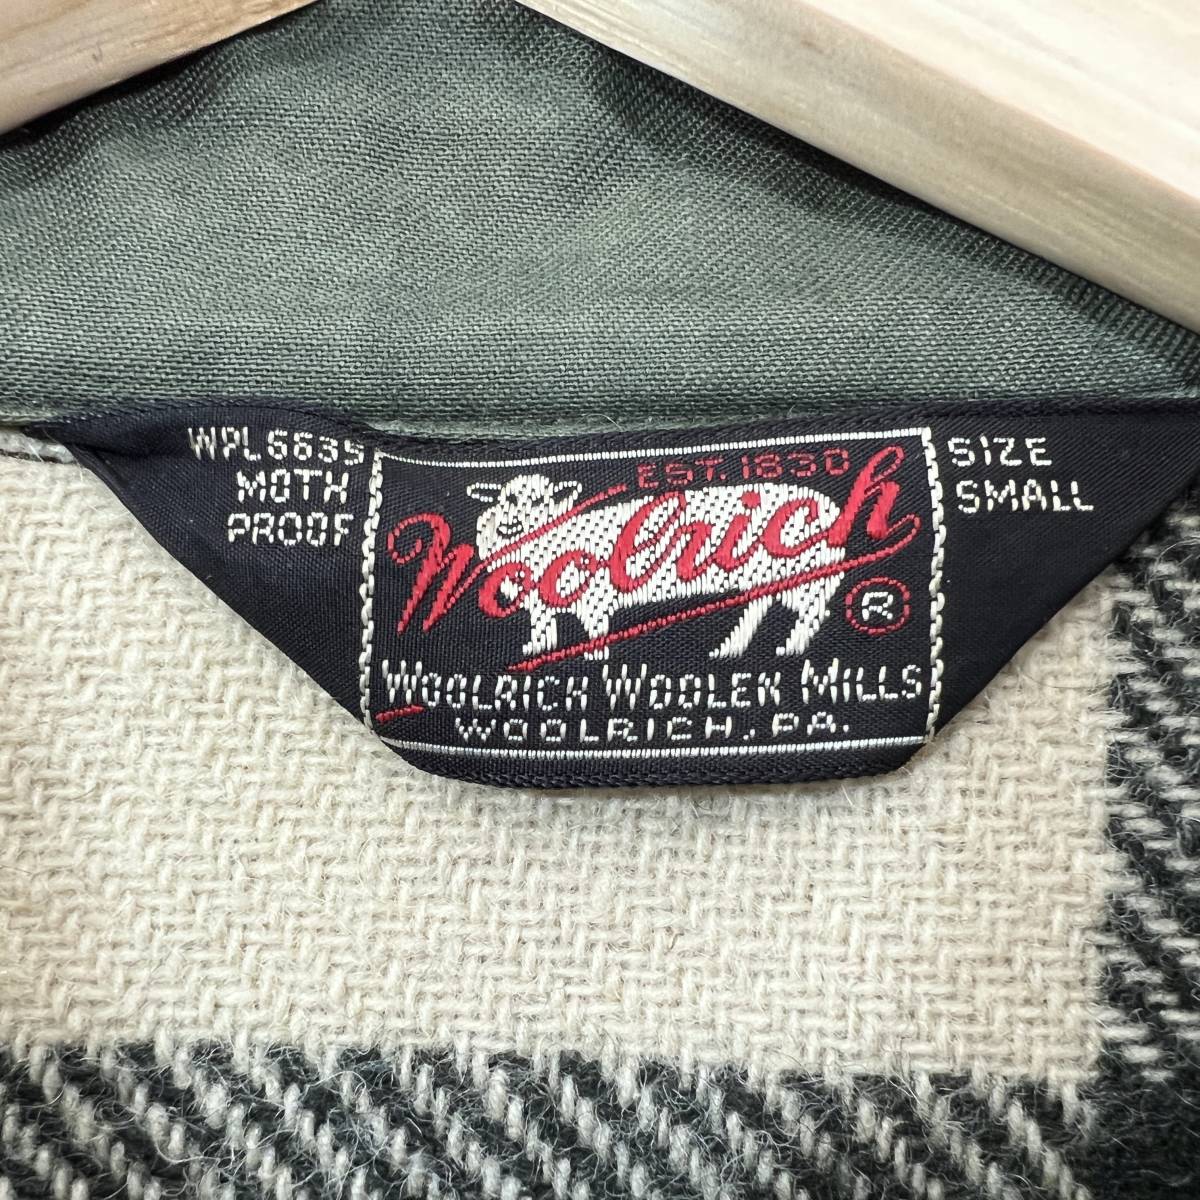 WPL6635
MOTH
PROOF
EST. 1830
Woolrich
®
WOOLRICH WOOLEN MILLS
WOOLRICH, PA.
SIZE
SMALL